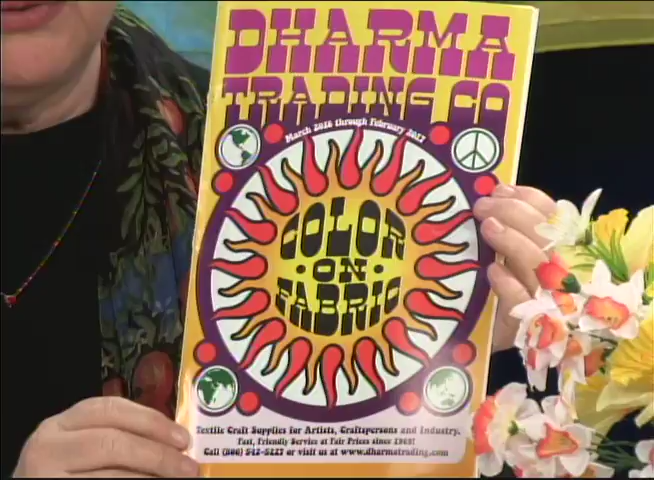 DHARMA
TRADING CO
March 2016 through February 2017
COLOR
·ON·
FABRIC
Textile Craft Supplies for Artists, Craftspersons and Industry.
Fast, Friendly Service at Fair Prices since 1969!
Call (800) 542-5227 or visit us at www.dharmatrading.com